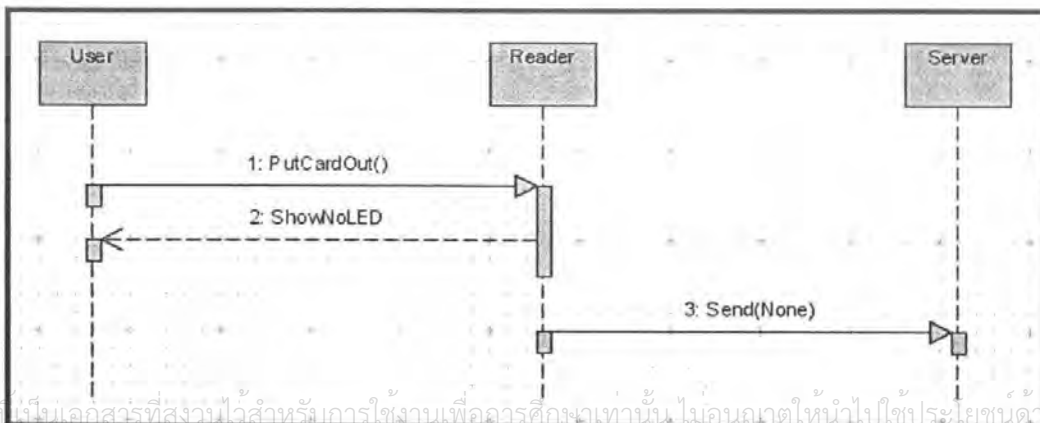 User Reader Server
1: PutCardOut()
2: ShowNoLED
3: Send(None)
เป็นเอกสารที่สงวนไว้สำหรับการใช้งานเพื่อการศึกษาเท่านั้น ไม่อนุญาตให้นำไปใช้ประโยชน์ด้า